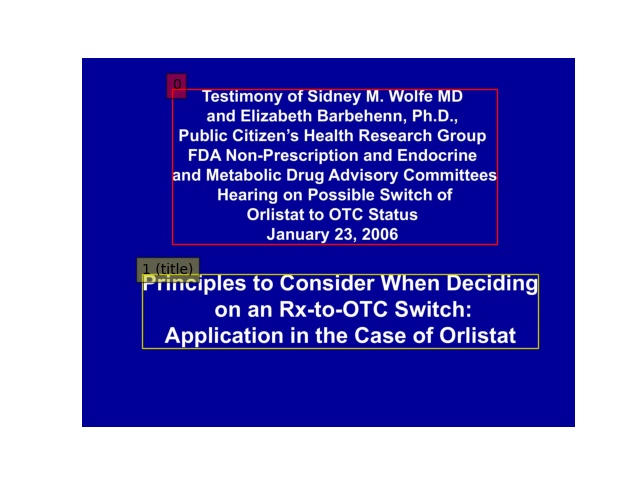 0
Testimony of Sidney M. Wolfe MD
and Elizabeth Barbehenn, Ph.D.,
Public Citizen’s Health Research Group
FDA Non-Prescription and Endocrine
and Metabolic Drug Advisory Committees
Hearing on Possible Switch of
Orlistat to OTC Status
January 23, 2006
1 (title)
Principles to Consider When Deciding
on an Rx-to-OTC Switch:
Application in the Case of Orlistat